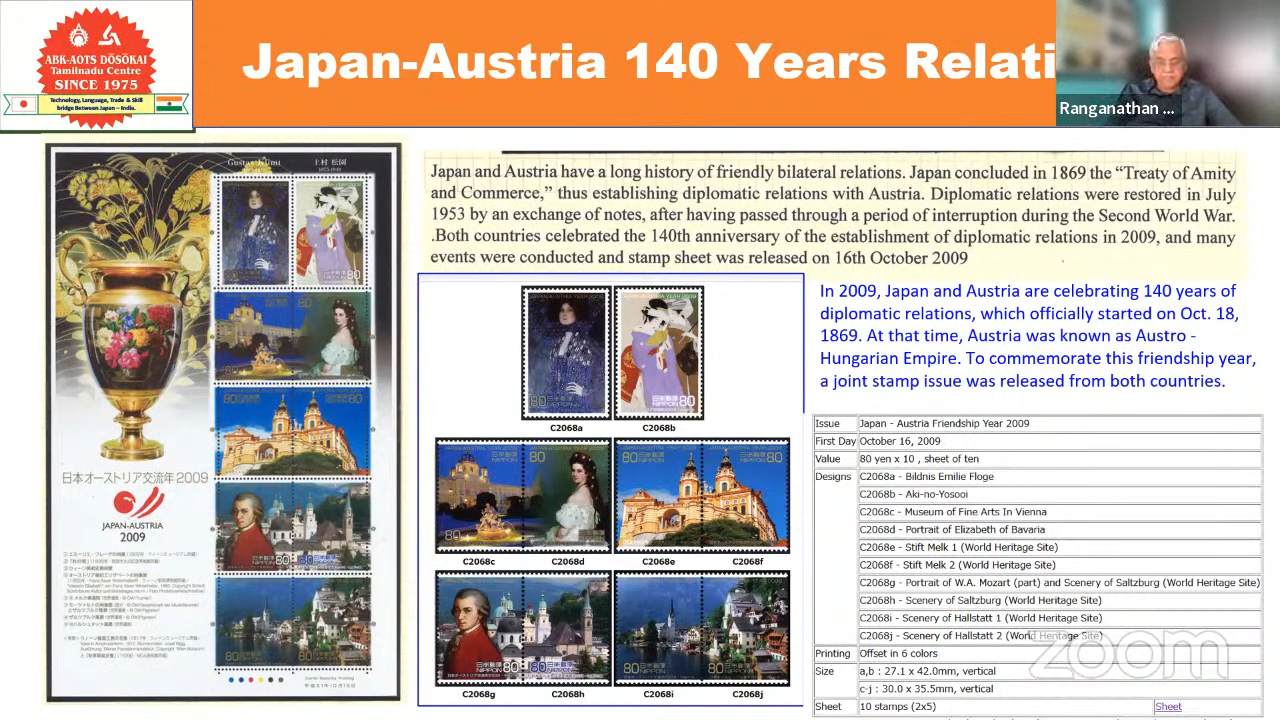 ABK-AOTS DŌSŌKAI
Tamilnadu Centre
SINCE 1975
Technology, Language, Trade & Skill
bridge Between Japan – India.
Japan-Austria 140 Years Relati
Ranganathan ...
Gustav Klimt
上村 松園
日本オーストリア交流年2009
JAPAN-AUSTRIA
2009
Japan and Austria have a long history of friendly bilateral relations. Japan concluded in 1869 the “Treaty of Amity
and Commerce,” thus establishing diplomatic relations with Austria. Diplomatic relations were restored in July
1953 by an exchange of notes, after having passed through a period of interruption during the Second World War.
.Both countries celebrated the 140th anniversary of the establishment of diplomatic relations in 2009, and many
events were conducted and stamp sheet was released on 16th October 2009
C2068a
C2068b
C2068c
C2068d
C2068e
C2068f
C2068g
C2068h
C2068i
C2068j
In 2009, Japan and Austria are celebrating 140 years of
diplomatic relations, which officially started on Oct. 18,
1869. At that time, Austria was known as Austro -
Hungarian Empire. To commemorate this friendship year,
a joint stamp issue was released from both countries.
Issue Japan - Austria Friendship Year 2009
First Day October 16, 2009
Value 80 yen x 10 , sheet of ten
Designs C2068a - Bildnis Emilie Floge
C2068b - Aki-no-Yosooi
C2068c - Museum of Fine Arts In Vienna
C2068d - Portrait of Elizabeth of Bavaria
C2068e - Stift Melk 1 (World Heritage Site)
C2068f - Stift Melk 2 (World Heritage Site)
C2068g - Portrait of W.A. Mozart (part) and Scenery of Saltzburg (World Heritage Site)
C2068h - Scenery of Saltzburg (World Heritage Site)
C2068i - Scenery of Hallstatt 1 (World Heritage Site)
C2068j - Scenery of Hallstatt 2 (World Heritage Site)
Printing Offset in 6 colors
Size a,b : 27.1 x 42.0mm, vertical
c-j : 30.0 x 35.5mm, vertical
Sheet 10 stamps (2x5) Sheet
zoom